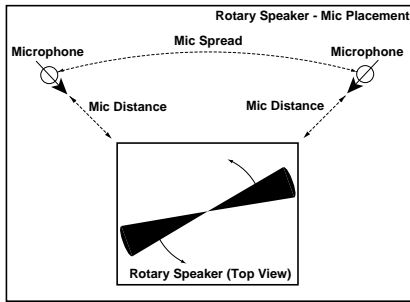 Rotary Speaker - Mic Placement
Mic Spread
Microphone
Microphone
Mic Distance
Mic Distance
Rotary Speaker (Top View)